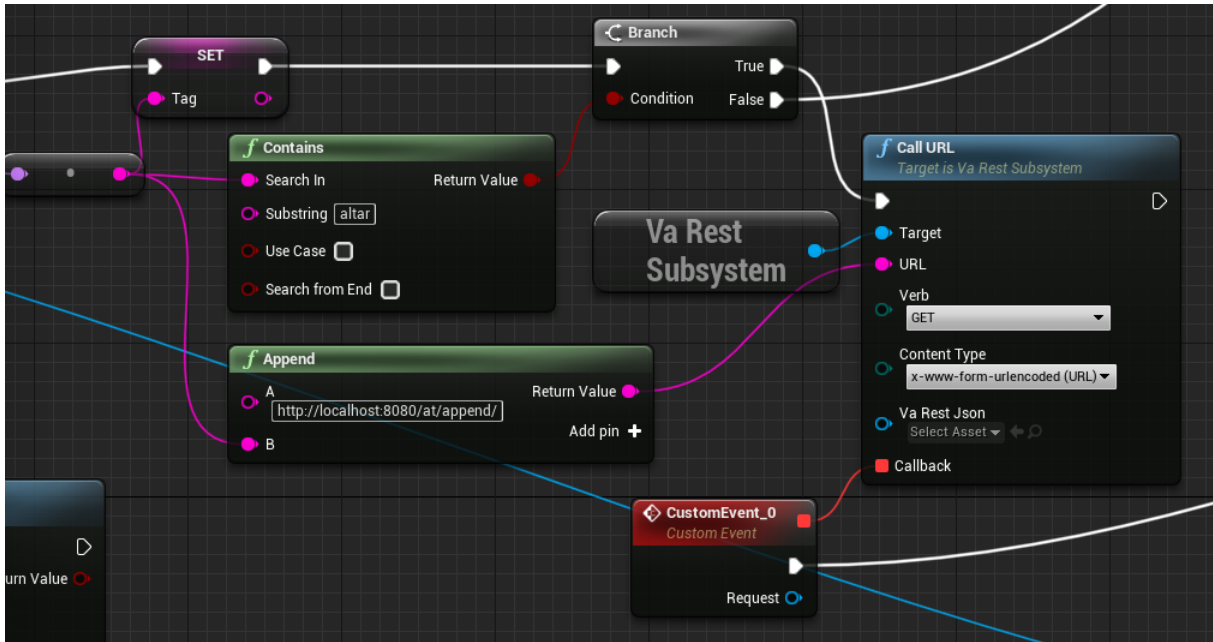 SET
Tag
Branch
True
Condition
False
f Contains
Search In
Return Value
Substring altar
Use Case
Search from End
Va Rest
Subsystem
f Call URL
Target is Va Rest Subsystem
Target
URL
Verb
GET
Content Type
x-www-form-urlencoded (URL)
Va Rest Json
Select Asset
Callback
f Append
A
http://localhost:8080/at/append/
Return Value
Add pin
B
CustomEvent_0
Custom Event
Request
urn Value